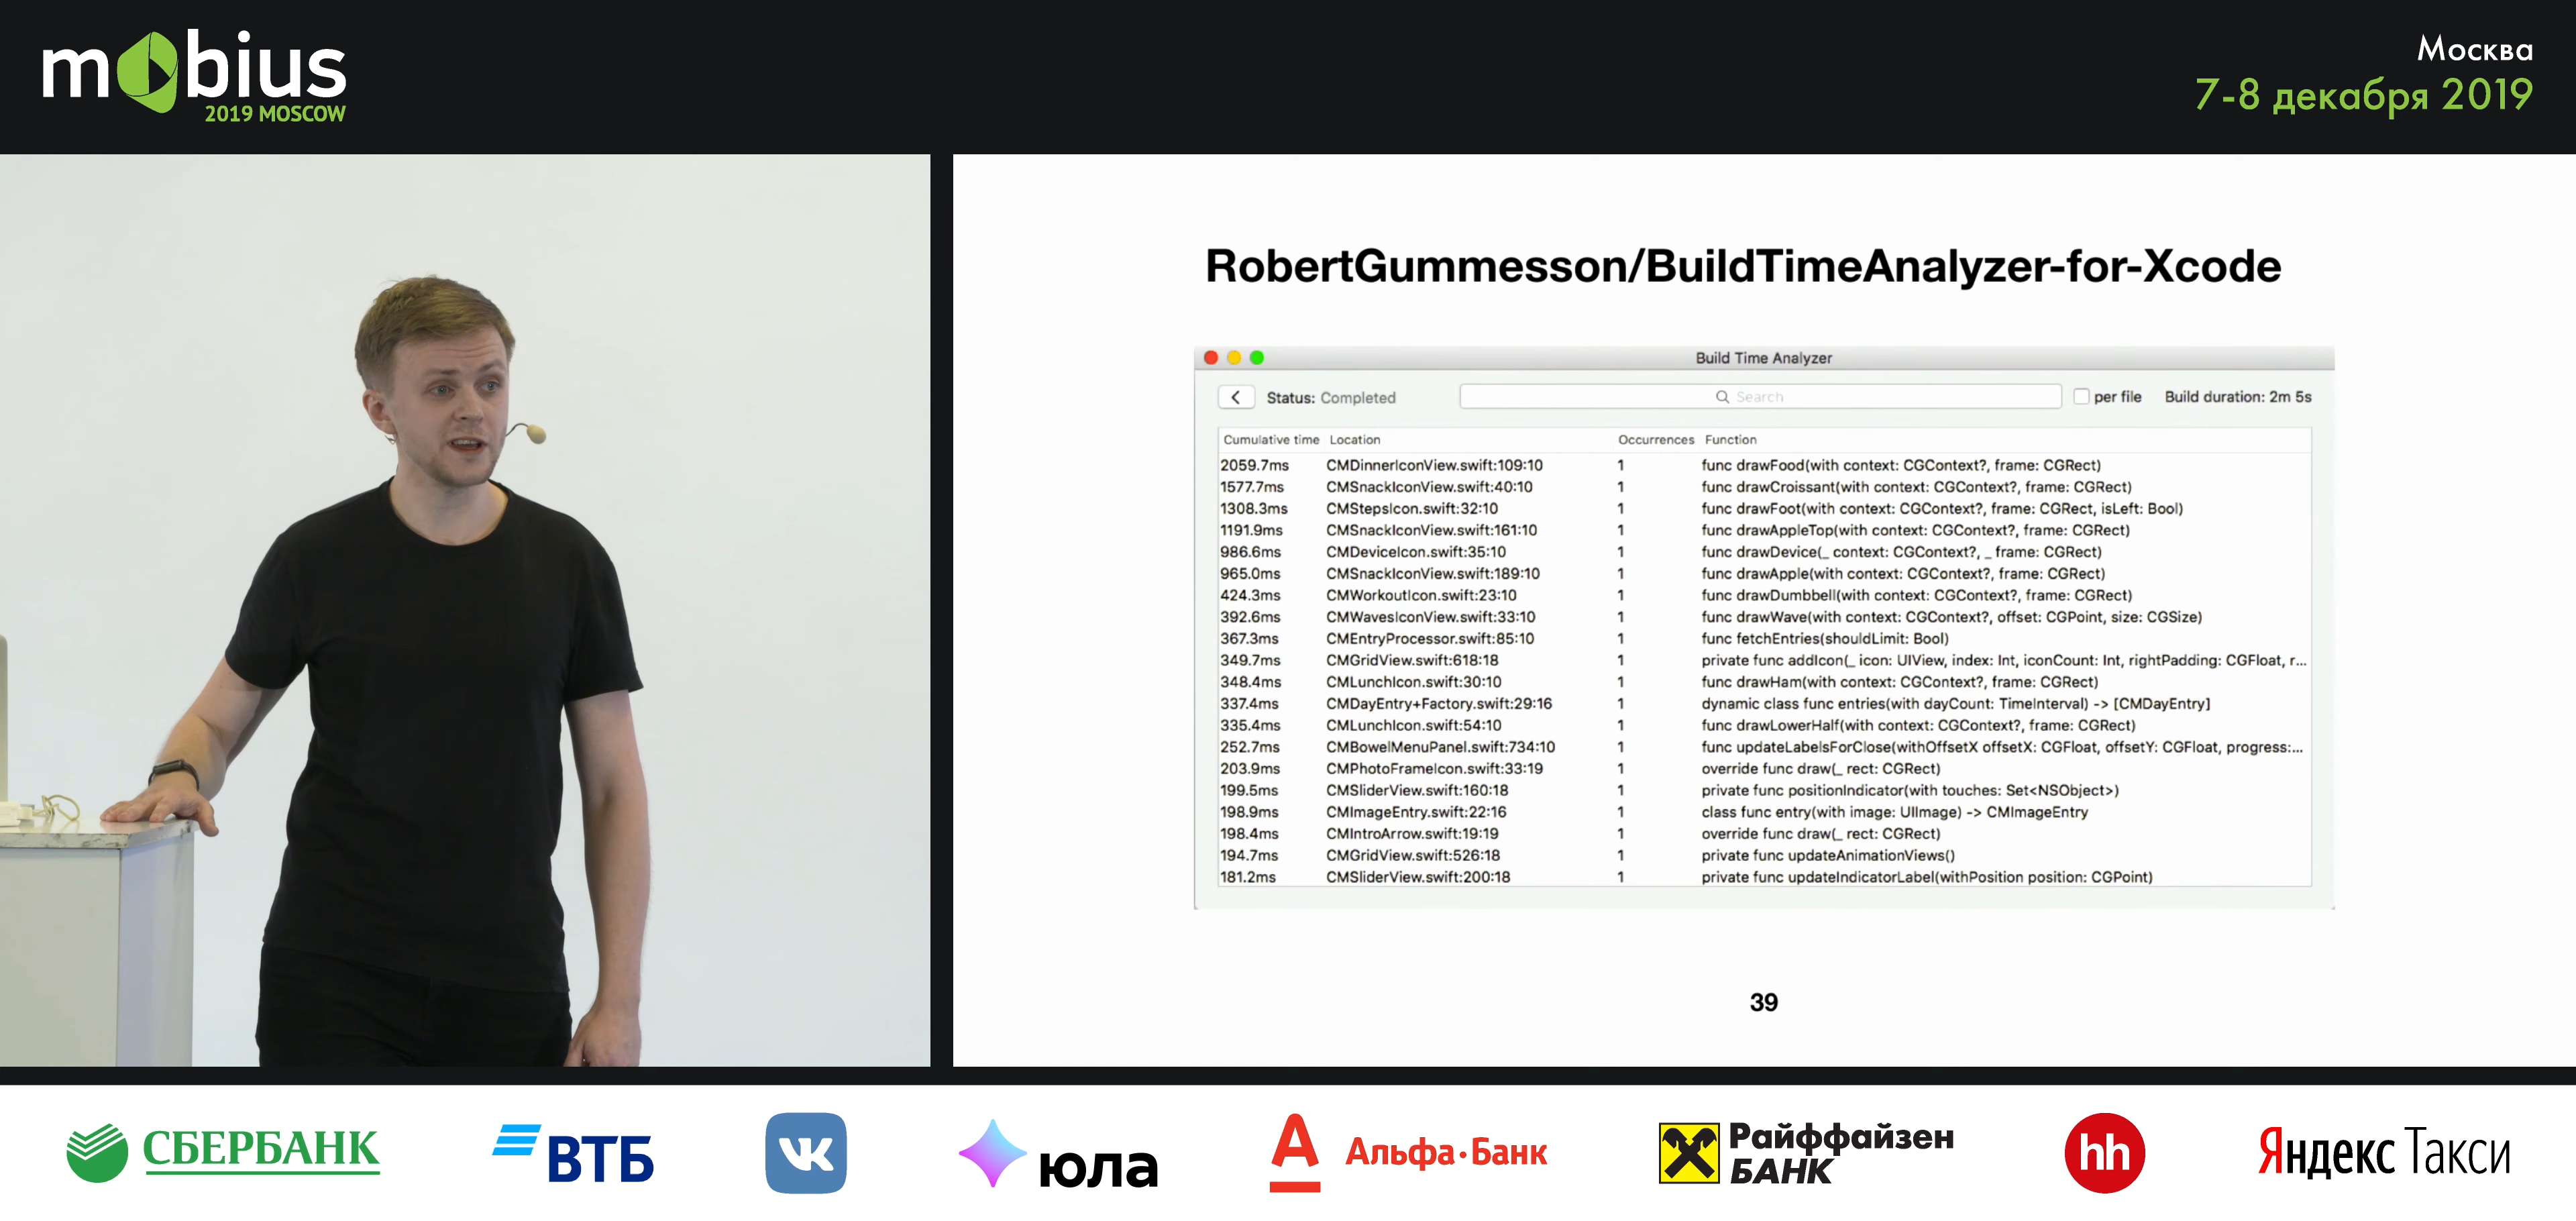 mobius
2019 MOSCOW
Москва
7-8 декабря 2019
RobertGummesson/BuildTimeAnalyzer-for-Xcode
Build Time Analyzer
Status: Completed
Search
per file
Build duration: 2m 5s
Cumulative time Location Occurrences Function
2059.7ms CMDinnerIconView.swift:109:10 1 func drawFood(with context: CGContext?, frame: CGRect)
1577.7ms CMSnackIconView.swift:40:10 1 func drawCroissant(with context: CGContext?, frame: CGRect)
1308.3ms CMStepsIcon.swift:32:10 1 func drawFoot(with context: CGContext?, frame: CGRect, isLeft: Bool)
1191.9ms CMSnackIconView.swift:161:10 1 func drawAppleTop(with context: CGContext?, frame: CGRect)
986.6ms CMDeviceIcon.swift:35:10 1 func drawDevice(_ context: CGContext?, _ frame: CGRect)
965.0ms CMSnackIconView.swift:189:10 1 func drawApple(with context: CGContext?, frame: CGRect)
424.3ms CMWorkoutIcon.swift:23:10 1 func drawDumbbell(with context: CGContext?, frame: CGRect)
392.6ms CMWavesIconView.swift:33:10 1 func drawWave(with context: CGContext?, offset: CGPoint, size: CGSize)
367.3ms CMEntryProcessor.swift:85:10 1 func fetchEntries(shouldLimit: Bool)
349.7ms CMGridView.swift:618:18 1 private func addIcon(_ icon: UIView, index: Int, iconCount: Int, rightPadding: CGFloat, r...
348.4ms CMLunchIcon.swift:30:10 1 func drawHam(with context: CGContext?, frame: CGRect)
337.4ms CMDayEntry+Factory.swift:29:16 1 dynamic class func entries(with dayCount: TimeInterval) -> [CMDayEntry]
335.4ms CMLunchIcon.swift:54:10 1 func drawLowerHalf(with context: CGContext?, frame: CGRect)
252.7ms CMBowelMenuPanel.swift:734:10 1 func updateLabelsForClose(withOffsetX offsetX: CGFloat, offsetY: CGFloat, progress:...
203.9ms CMPhotoFrameIcon.swift:33:19 1 override func draw(_ rect: CGRect)
199.5ms CMSliderView.swift:160:18 1 private func positionIndicator(with touches: Set<NSObject>)
198.9ms CMImageEntry.swift:22:16 1 class func entry(with image: UIImage) -> CMImageEntry
198.4ms CMIntroArrow.swift:19:19 1 override func draw(_ rect: CGRect)
194.7ms CMGridView.swift:526:18 1 private func updateAnimationViews()
181.2ms CMSliderView.swift:200:18 1 private func updateIndicatorLabel(withPosition position: CGPoint)
39
СБЕРБАНК
ВТБ
VK
юла
А
Альфа·Банк
Райффайзен
БАНК
hh
Яндекс Такси